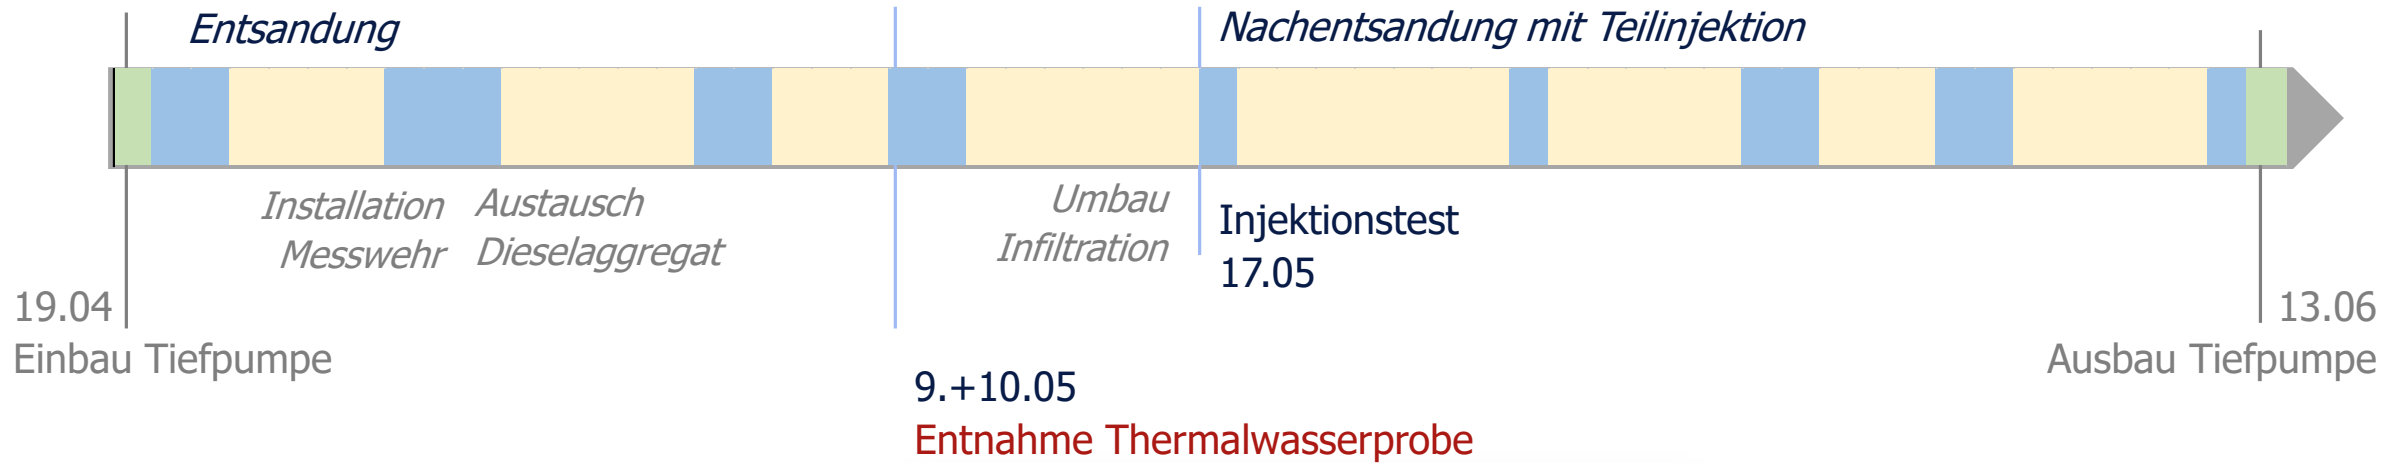 Entsandung
Nachentsandung mit Teilinjektion
Installation
Messwehr
Austausch
Dieselaggregat
Umbau
Infiltration
Injektionstest
17.05
19.04
Einbau Tiefpumpe
13.06
Ausbau Tiefpumpe
9.+10.05
Entnahme Thermalwasserprobe